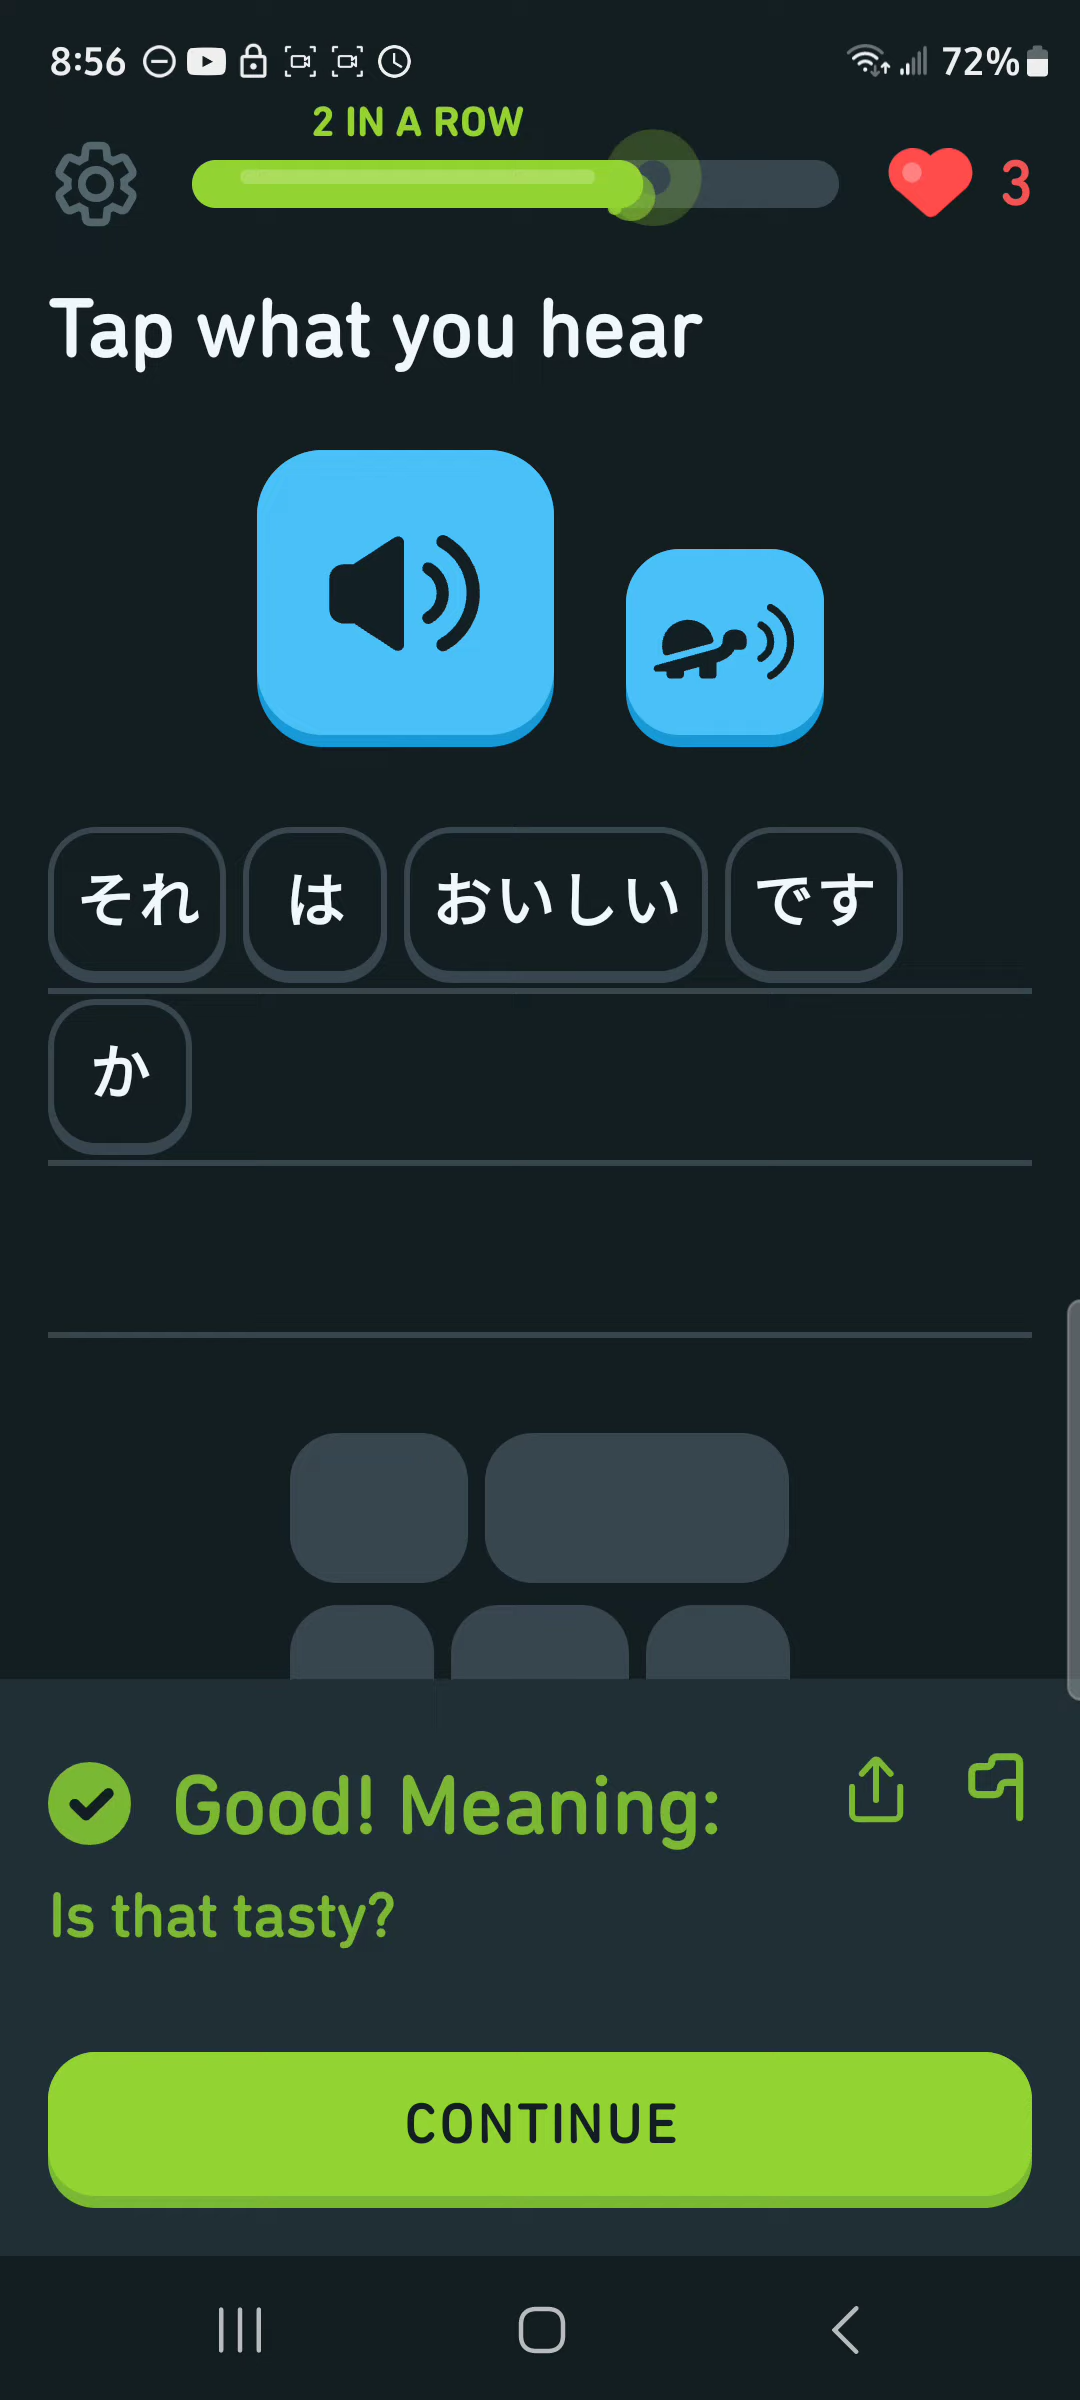 8:56
72%
2 IN A ROW
3
Tap what you hear
それ は おいしい です
か
Good! Meaning:
Is that tasty?
CONTINUE